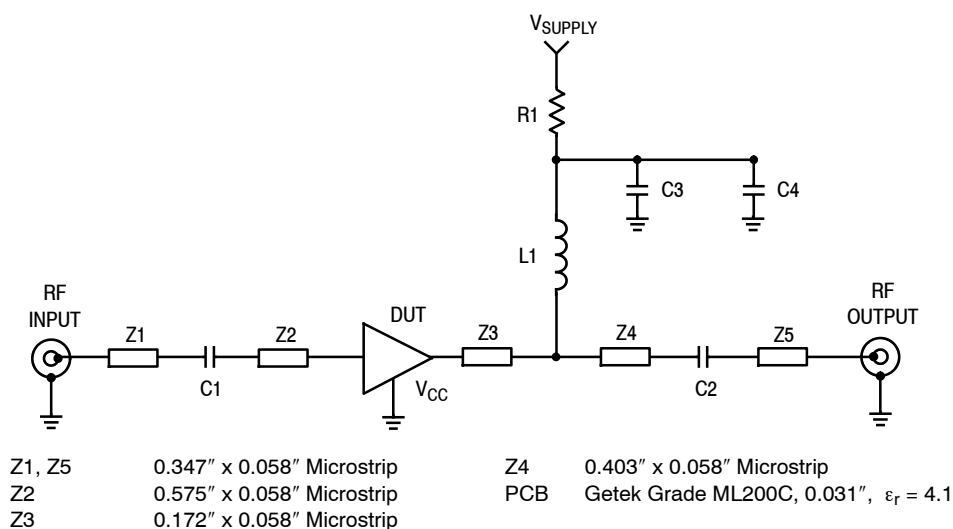 VSUPPLY
R1
C3
C4
L1
RF
INPUT
Z1
C1
Z2
DUT
VCC
Z3
Z4
C2
Z5
RF
OUTPUT
Z1, Z5 0.347″ x 0.058″ Microstrip
Z2 0.575″ x 0.058″ Microstrip
Z3 0.172″ x 0.058″ Microstrip
Z4 0.403″ x 0.058″ Microstrip
PCB Getek Grade ML200C, 0.031″, εr = 4.1